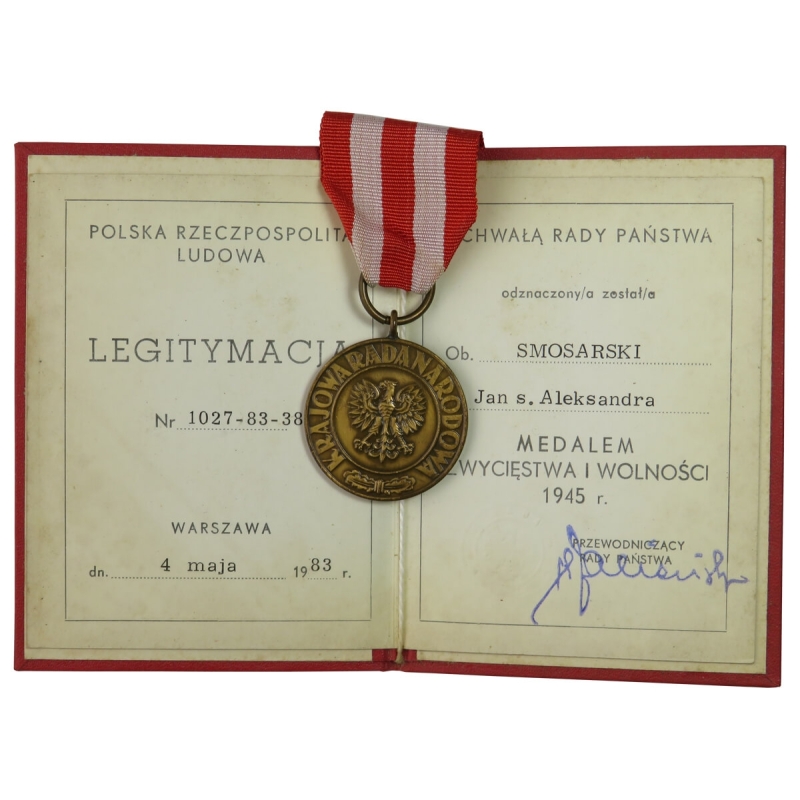 POLSKA RZECZPOSPOLITA
LUDOWA
LEGITYMACJA
Nr 1027-83-38
WARSZAWA
dn. 4 maja 1983 r.
CHWAŁĄ RADY PAŃSTWA
odznaczony/a został/a
Ob. SMOSARSKI
Jan s. Aleksandra
MEDALEM
ZWYCIĘSTWA I WOLNOŚCI
1945 r.
PRZEWODNICZĄCY
RADY PAŃSTWA
KRAJOWA RADA NARODOWA